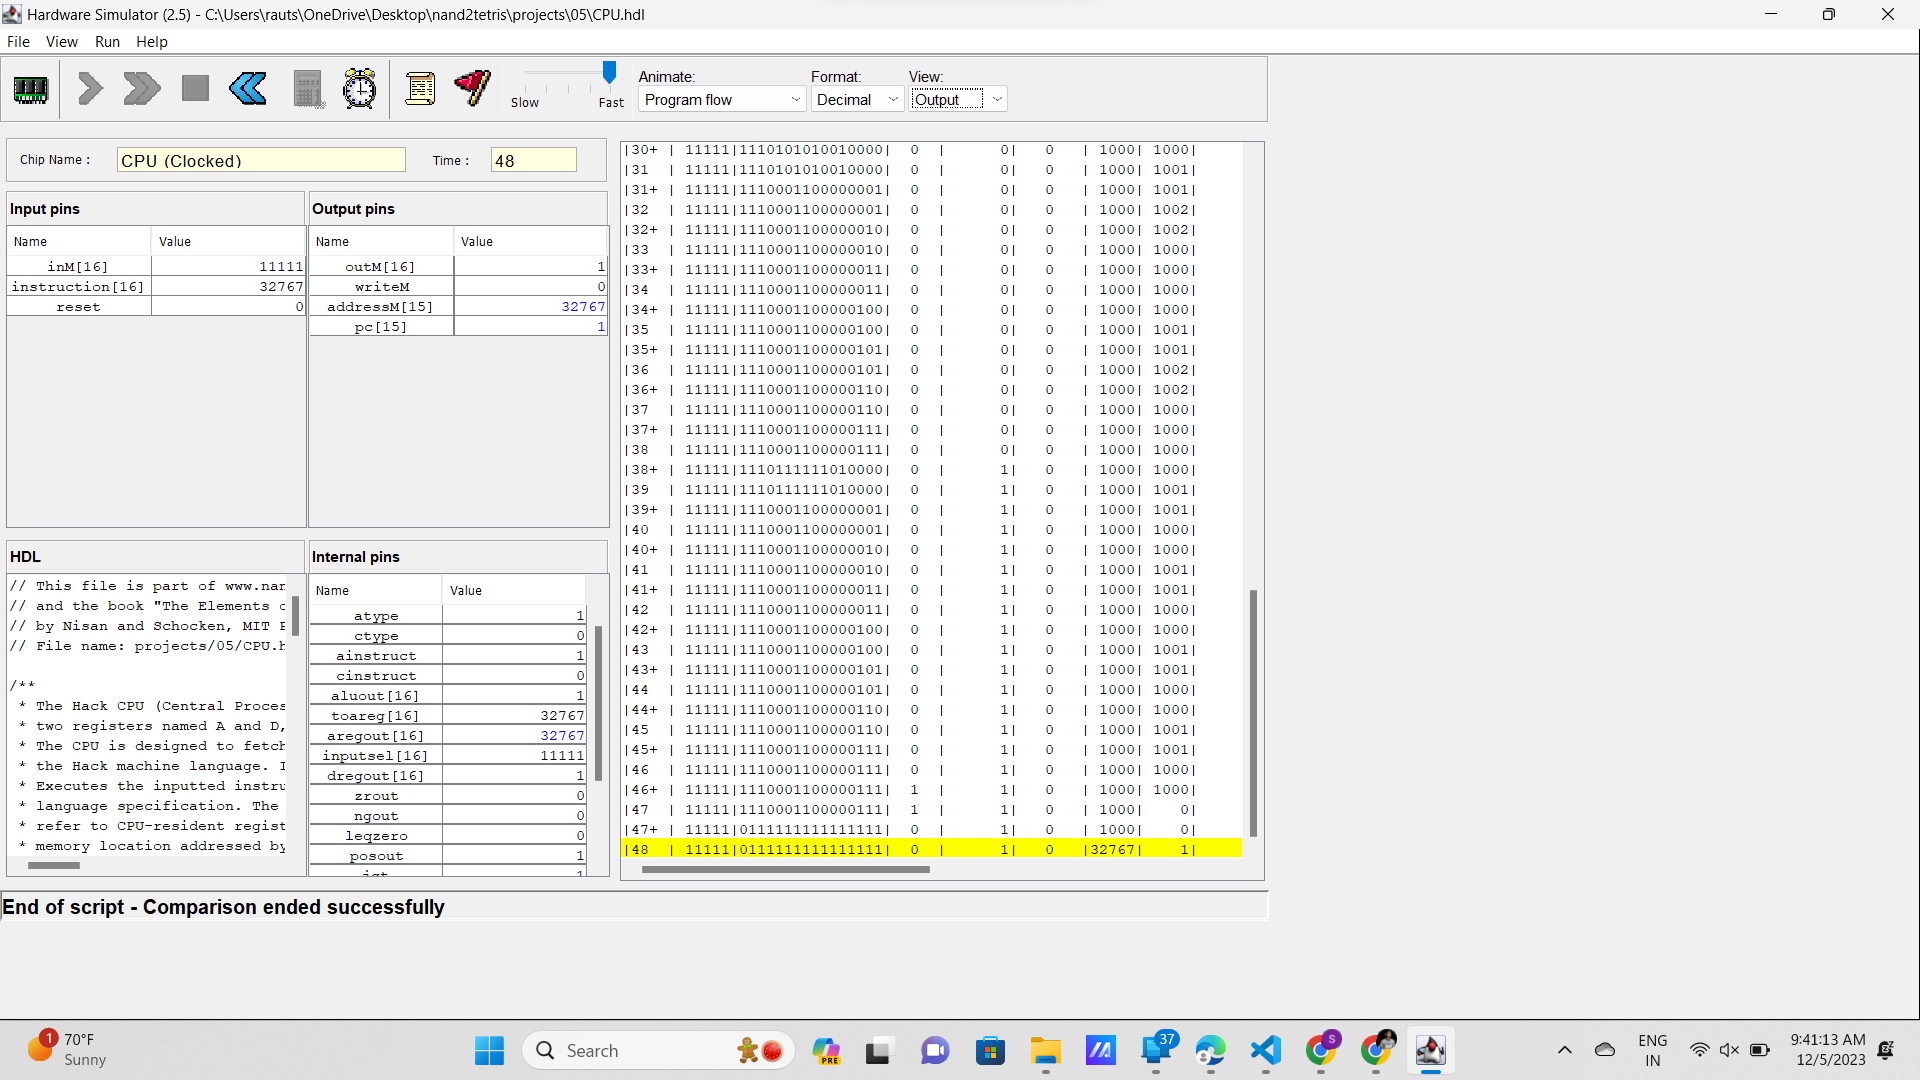 Hardware Simulator (2.5) - C:\Users\rauts\OneDrive\Desktop\nand2tetris\projects\05\CPU.hdl
File View Run Help
Slow Fast
Animate: Format: View:
Program flow Decimal Output
Chip Name : CPU (Clocked) Time : 48
Input pins
Name Value
inM[16] 11111
instruction[16] 32767
reset 0
Output pins
Name Value
outM[16] 1
writeM 0
addressM[15] 32767
pc[15] 1
HDL
// This file is part of www.nan
// and the book "The Elements o
// by Nisan and Schocken, MIT P
// File name: projects/05/CPU.h
/**
* The Hack CPU (Central Proces
* two registers named A and D,
* The CPU is designed to fetch
* the Hack machine language. I
* Executes the inputted instru
* language specification. The
* refer to CPU-resident regist
* memory location addressed by
Internal pins
Name Value
atype 1
ctype 0
ainstruct 1
cinstruct 0
aluout[16] 1
toareg[16] 32767
aregout[16] 32767
inputsel[16] 11111
dregout[16] 1
zrout 0
ngout 0
leqzero 0
posout 1
|30+ | 11111|1110101010010000| 0 | 0| 0 | 1000| 1000|
|31 | 11111|1110101010010000| 0 | 0| 0 | 1000| 1001|
|31+ | 11111|1110001100000001| 0 | 0| 0 | 1000| 1001|
|32 | 11111|1110001100000001| 0 | 0| 0 | 1000| 1002|
|32+ | 11111|1110001100000010| 0 | 0| 0 | 1000| 1002|
|33 | 11111|1110001100000010| 0 | 0| 0 | 1000| 1000|
|33+ | 11111|1110001100000011| 0 | 0| 0 | 1000| 1000|
|34 | 11111|1110001100000011| 0 | 0| 0 | 1000| 1000|
|34+ | 11111|1110001100000100| 0 | 0| 0 | 1000| 1000|
|35 | 11111|1110001100000100| 0 | 0| 0 | 1000| 1001|
|35+ | 11111|1110001100000101| 0 | 0| 0 | 1000| 1001|
|36 | 11111|1110001100000101| 0 | 0| 0 | 1000| 1002|
|36+ | 11111|1110001100000110| 0 | 0| 0 | 1000| 1002|
|37 | 11111|1110001100000110| 0 | 0| 0 | 1000| 1000|
|37+ | 11111|1110001100000111| 0 | 0| 0 | 1000| 1000|
|38 | 11111|1110001100000111| 0 | 0| 0 | 1000| 1000|
|38+ | 11111|1110111111010000| 0 | 1| 0 | 1000| 1000|
|39 | 11111|1110111111010000| 0 | 1| 0 | 1000| 1001|
|39+ | 11111|1110001100000001| 0 | 1| 0 | 1000| 1001|
|40 | 11111|1110001100000001| 0 | 1| 0 | 1000| 1000|
|40+ | 11111|1110001100000010| 0 | 1| 0 | 1000| 1000|
|41 | 11111|1110001100000010| 0 | 1| 0 | 1000| 1001|
|41+ | 11111|1110001100000011| 0 | 1| 0 | 1000| 1001|
|42 | 11111|1110001100000011| 0 | 1| 0 | 1000| 1000|
|42+ | 11111|1110001100000100| 0 | 1| 0 | 1000| 1000|
|43 | 11111|1110001100000100| 0 | 1| 0 | 1000| 1001|
|43+ | 11111|1110001100000101| 0 | 1| 0 | 1000| 1001|
|44 | 11111|1110001100000101| 0 | 1| 0 | 1000| 1000|
|44+ | 11111|1110001100000110| 0 | 1| 0 | 1000| 1000|
|45 | 11111|1110001100000110| 0 | 1| 0 | 1000| 1001|
|45+ | 11111|1110001100000111| 0 | 1| 0 | 1000| 1001|
|46 | 11111|1110001100000111| 0 | 1| 0 | 1000| 1000|
|46+ | 11111|1110001100000111| 1 | 1| 0 | 1000| 1000|
|47 | 11111|1110001100000111| 1 | 1| 0 | 1000| 0|
|47+ | 11111|0111111111111111| 0 | 1| 0 | 1000| 0|
|48 | 11111|0111111111111111| 0 | 1| 0 |32767| 1|
End of script - Comparison ended successfully
1
70°F
Sunny
Search
PRE
37
S
ENG
IN
9:41:13 AM
12/5/2023